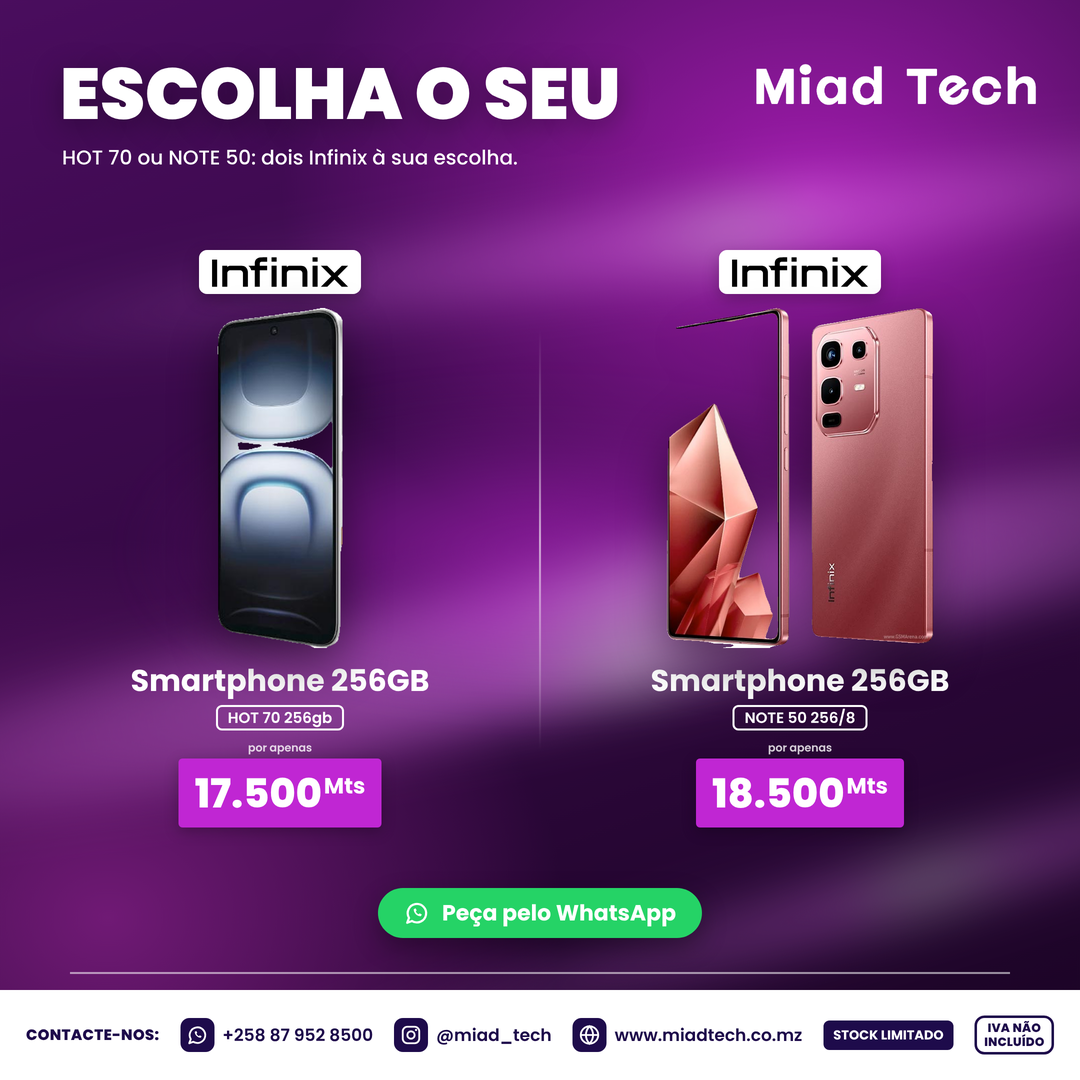 ESCOLHA O SEU
Miad Tech
HOT 70 ou NOTE 50: dois Infinix à sua escolha.
Infinix
Infinix
Infinix
Smartphone 256GB
HOT 70 256gb
por apenas
17.500Mts
Smartphone 256GB
NOTE 50 256/8
por apenas
18.500Mts
Peça pelo WhatsApp
CONTACTE-NOS:
+258 87 952 8500
@miad_tech
www.miadtech.co.mz
STOCK LIMITADO
IVA NÃO
INCLUÍDO